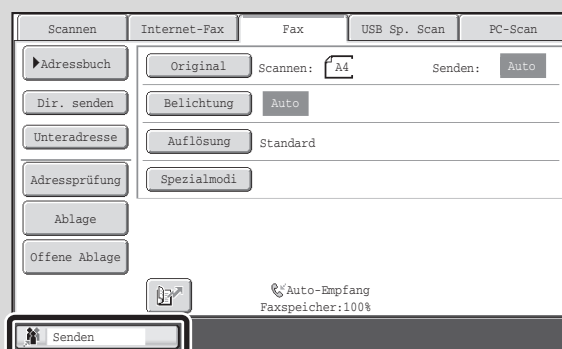 Scannen Internet-Fax Fax USB Sp. Scan PC-Scan
Adressbuch Original Scannen: A4 Senden: Auto
Dir. senden Belichtung Auto
Unteradresse Auflösung Standard
Adressprüfung Spezialmodi
Ablage
Offene Ablage
Auto-Empfang
Faxspeicher:100%
Senden